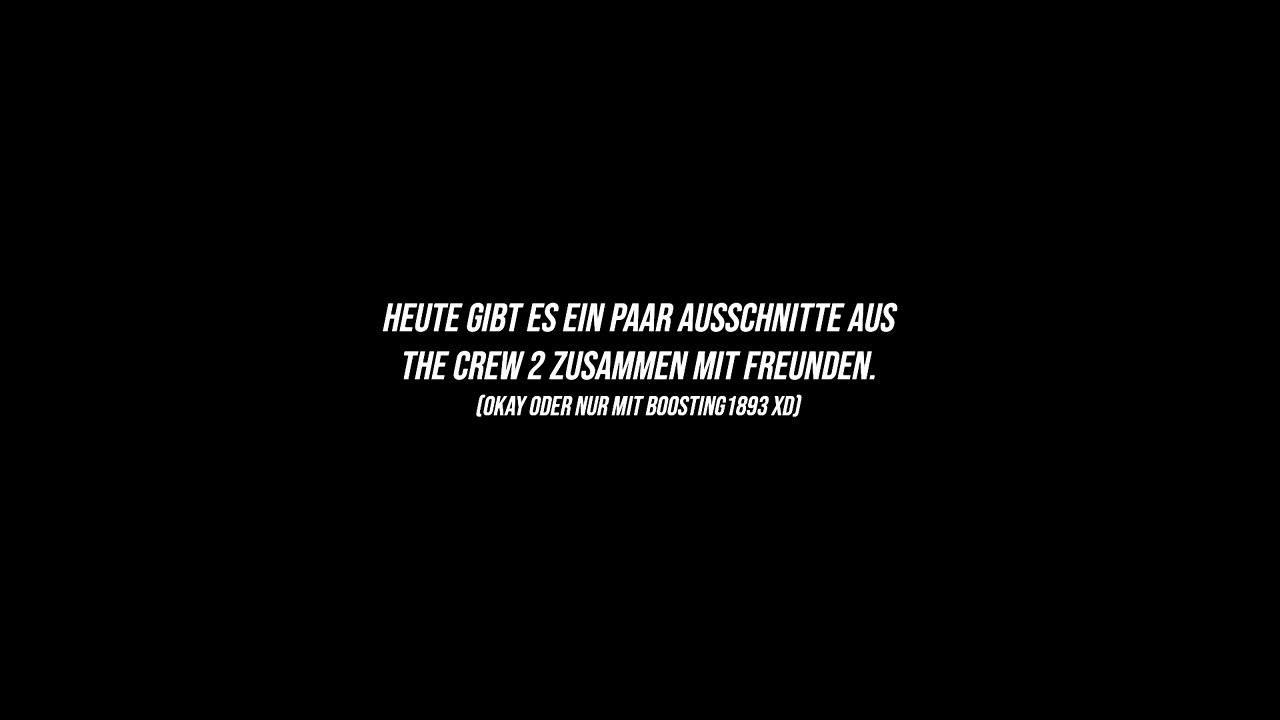 HEUTE GIBT ES EIN PAAR AUSSCHNITTE AUS
THE CREW 2 ZUSAMMEN MIT FREUNDEN.
(OKAY ODER NUR MIT BOOSTING1893 XD)